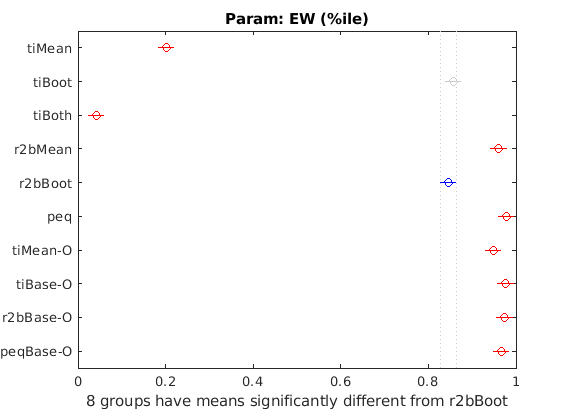 Param: EW (%ile)
tiMean
tiBoot
tiBoth
r2bMean
r2bBoot
peq
tiMean-O
tiBase-O
r2bBase-O
peqBase-O
0 0.2 0.4 0.6 0.8 1
8 groups have means significantly different from r2bBoot